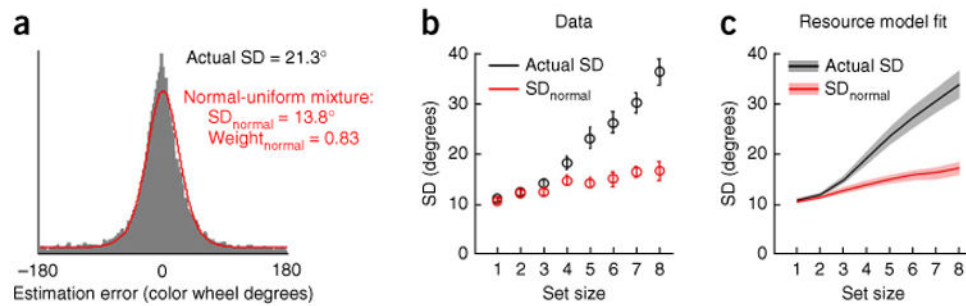 a
Actual SD = 21.3°
Normal-uniform mixture:
SDnormal = 13.8°
Weightnormal = 0.83
−180
0
180
Estimation error (color wheel degrees)
b
Data
40
30
20
10
0
SD (degrees)
Actual SD
SDnormal
1 2 3 4 5 6 7 8
Set size
c
Resource model fit
40
30
20
10
0
SD (degrees)
Actual SD
SDnormal
1 2 3 4 5 6 7 8
Set size